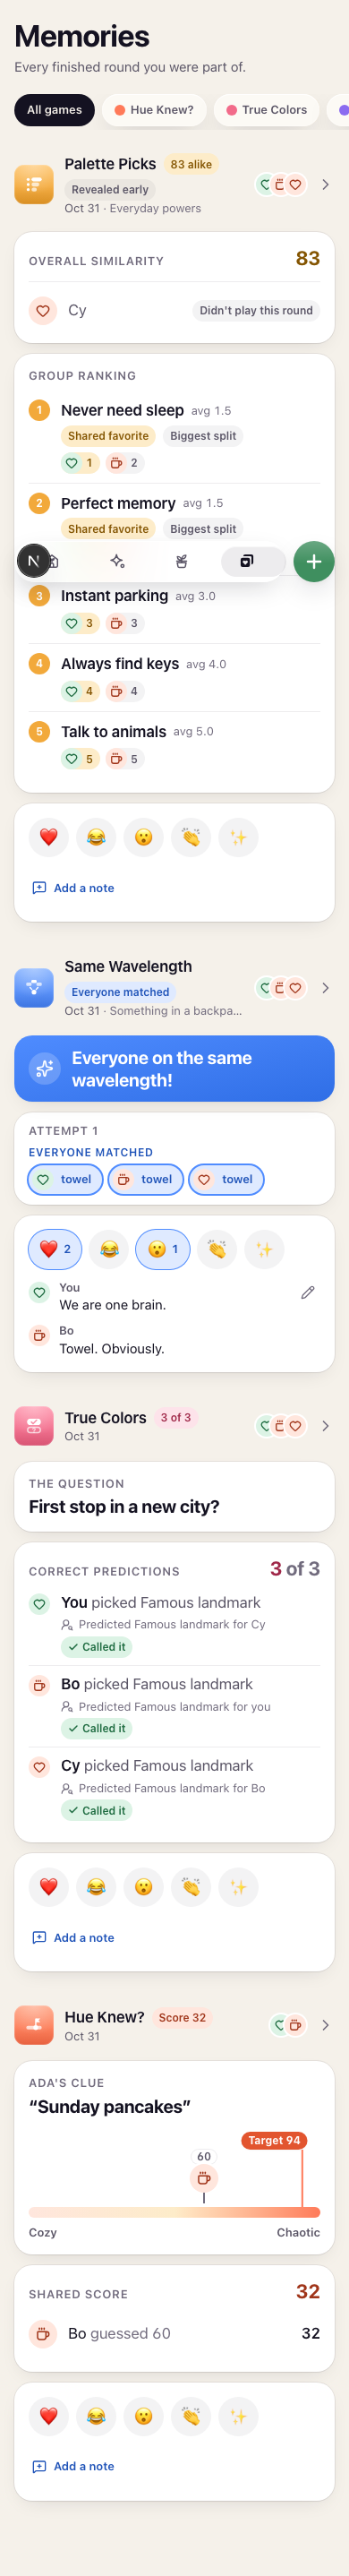 Memories
Every finished round you were part of.
All games
Hue Knew?
True Colors
Palette Picks 83 alike
Revealed early
Oct 31 · Everyday powers
OVERALL SIMILARITY 83
Cy Didn't play this round
GROUP RANKING
1 Never need sleep avg 1.5
Shared favorite Biggest split
1 2
2 Perfect memory avg 1.5
Shared favorite Biggest split
N
3 Instant parking avg 3.0
3 3
4 Always find keys avg 4.0
4 4
5 Talk to animals avg 5.0
5 5
Add a note
Same Wavelength
Everyone matched
Oct 31 · Something in a backpa...
Everyone on the same
wavelength!
ATTEMPT 1
EVERYONE MATCHED
towel towel towel
2 1
You
We are one brain.
Bo
Towel. Obviously.
True Colors 3 of 3
Oct 31
THE QUESTION
First stop in a new city?
CORRECT PREDICTIONS 3 of 3
You picked Famous landmark
Predicted Famous landmark for Cy
Called it
Bo picked Famous landmark
Predicted Famous landmark for you
Called it
Cy picked Famous landmark
Predicted Famous landmark for Bo
Called it
Add a note
Hue Knew? Score 32
Oct 31
ADA'S CLUE
“Sunday pancakes”
Target 94
60
Cozy Chaotic
SHARED SCORE 32
Bo guessed 60 32
Add a note